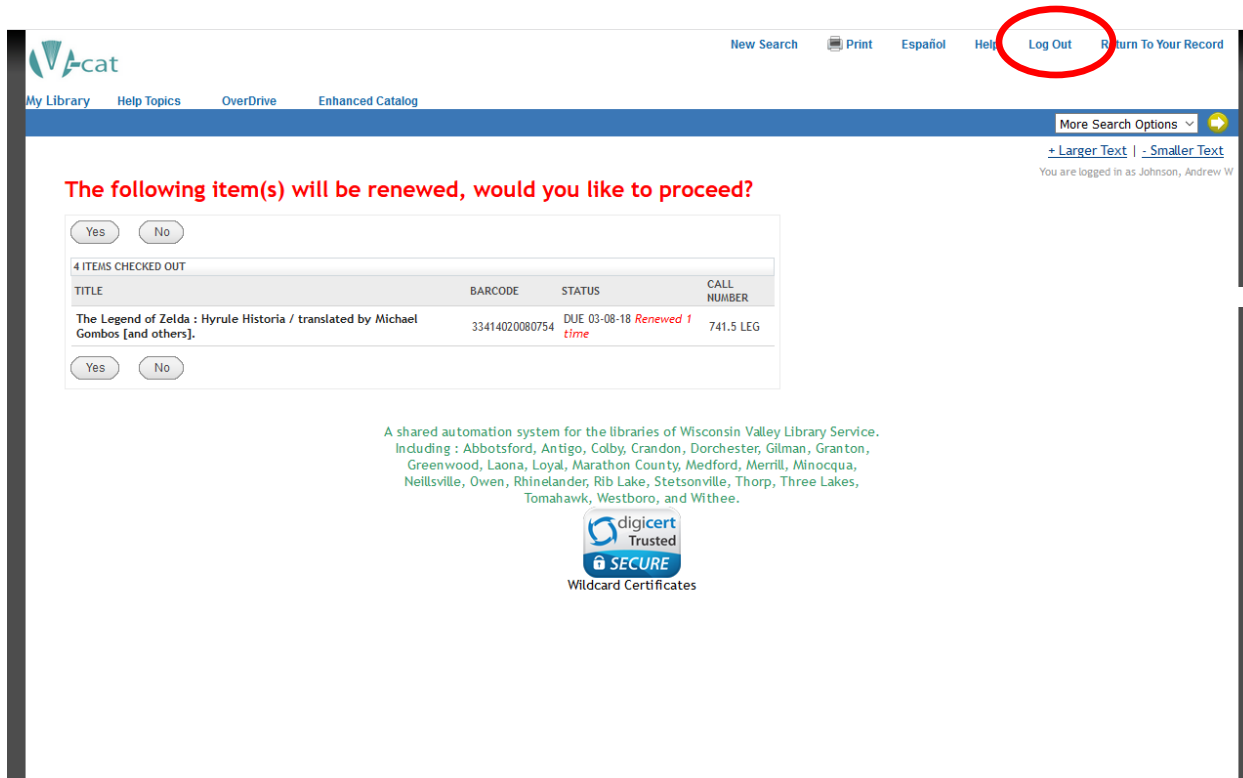 New Search Print Español Help Log Out Return To Your Record
V-cat
My Library Help Topics OverDrive Enhanced Catalog
More Search Options
+ Larger Text | - Smaller Text
You are logged in as Johnson, Andrew W
The following item(s) will be renewed, would you like to proceed?
Yes No
4 ITEMS CHECKED OUT
TITLE BARCODE STATUS CALL NUMBER
The Legend of Zelda : Hyrule Historia / translated by Michael
Gombos [and others].
33414020080754
DUE 03-08-18 Renewed 1
time
741.5 LEG
Yes No
A shared automation system for the libraries of Wisconsin Valley Library Service.
Including : Abbotsford, Antigo, Colby, Crandon, Dorchester, Gilman, Granton,
Greenwood, Laona, Loyal, Marathon County, Medford, Merrill, Minocqua,
Neillsville, Owen, Rhinelander, Rib Lake, Stetsonville, Thorp, Three Lakes,
Tomahawk, Westboro, and Withee.
digicert
Trusted
SECURE
Wildcard Certificates